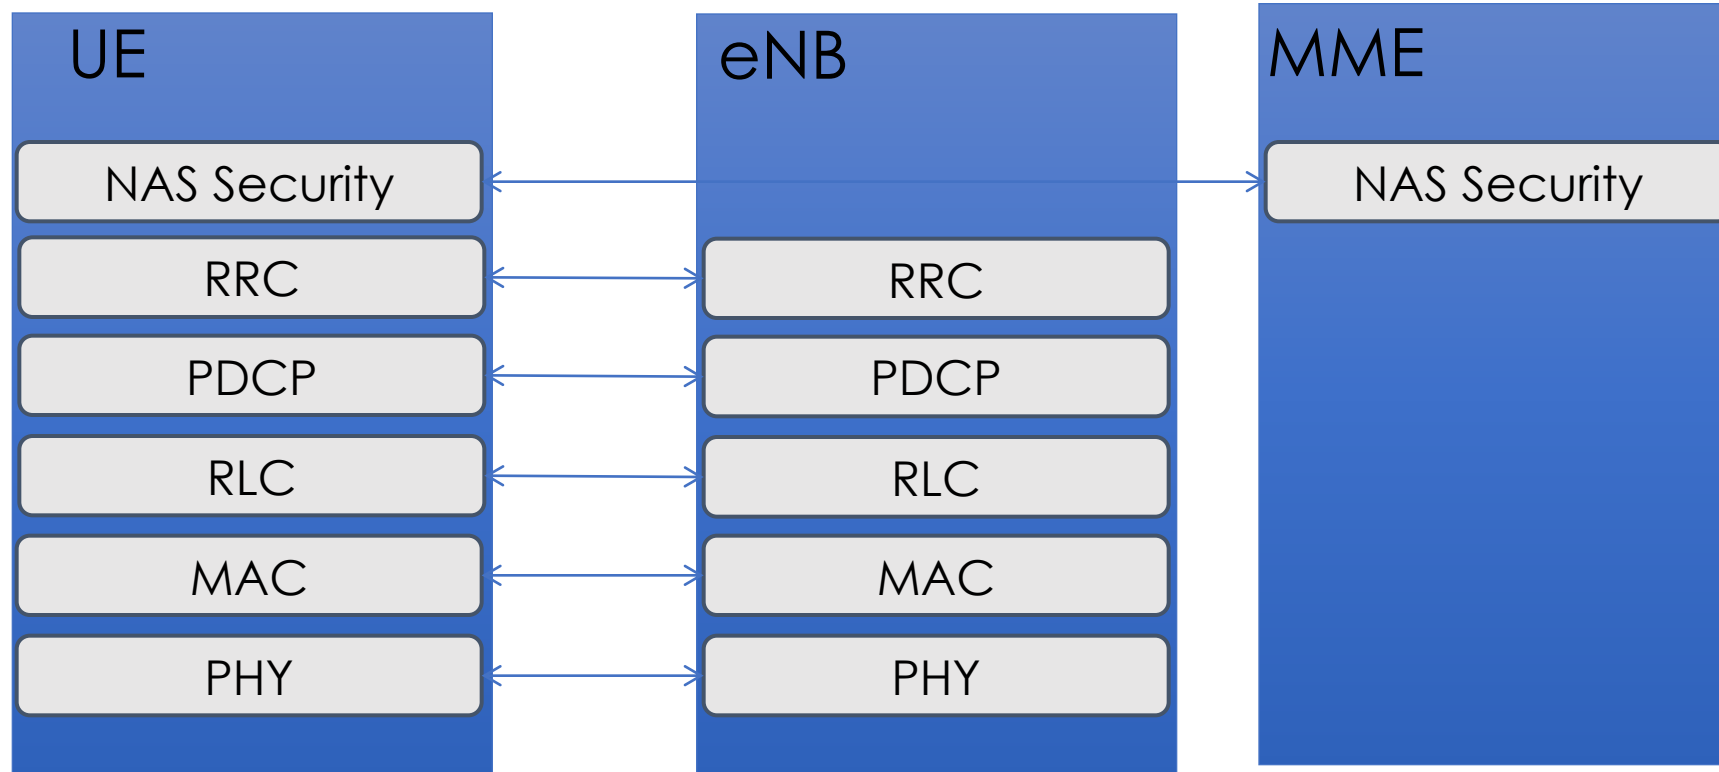 UE
eNB
MME
NAS Security
NAS Security
RRC
RRC
PDCP
PDCP
RLC
RLC
MAC
MAC
PHY
PHY